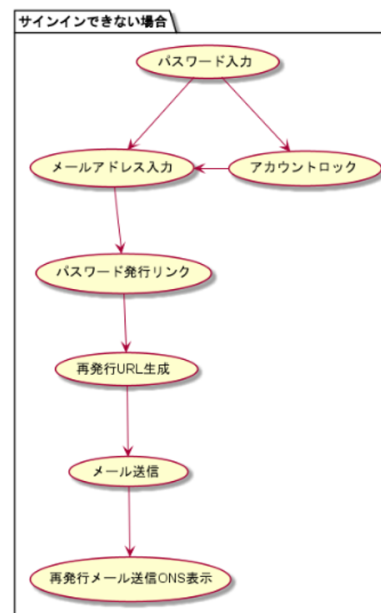 サインインできない場合
パスワード入力
メールアドレス入力
アカウントロック
パスワード発行リンク
再発行URL生成
メール送信
再発行メール送信ONS表示